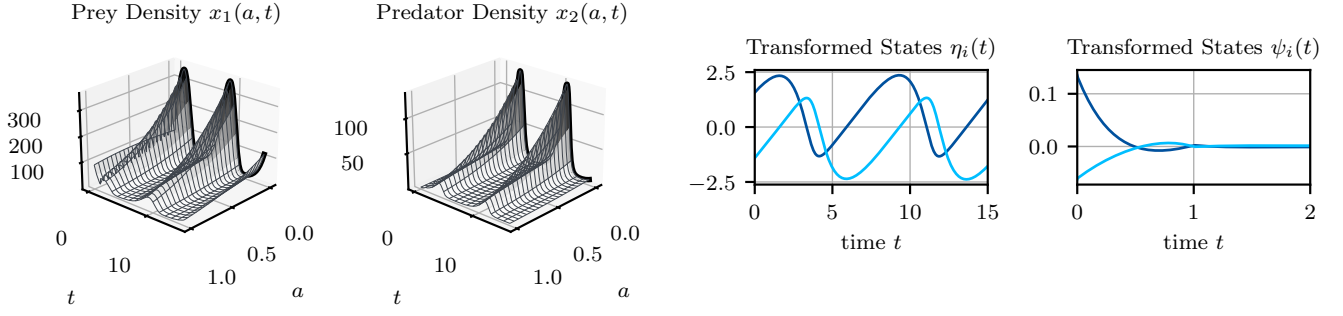 Prey Density x₁(a, t)
300
200
100
0
10
t
0.0
0.5
1.0
a
Predator Density x₂(a, t)
100
50
0
10
t
0.0
0.5
1.0
a
Transformed States ηᵢ(t)
2.5
0.0
−2.5
0
5
10
15
time t
Transformed States ψᵢ(t)
0.1
0.0
0
1
2
time t